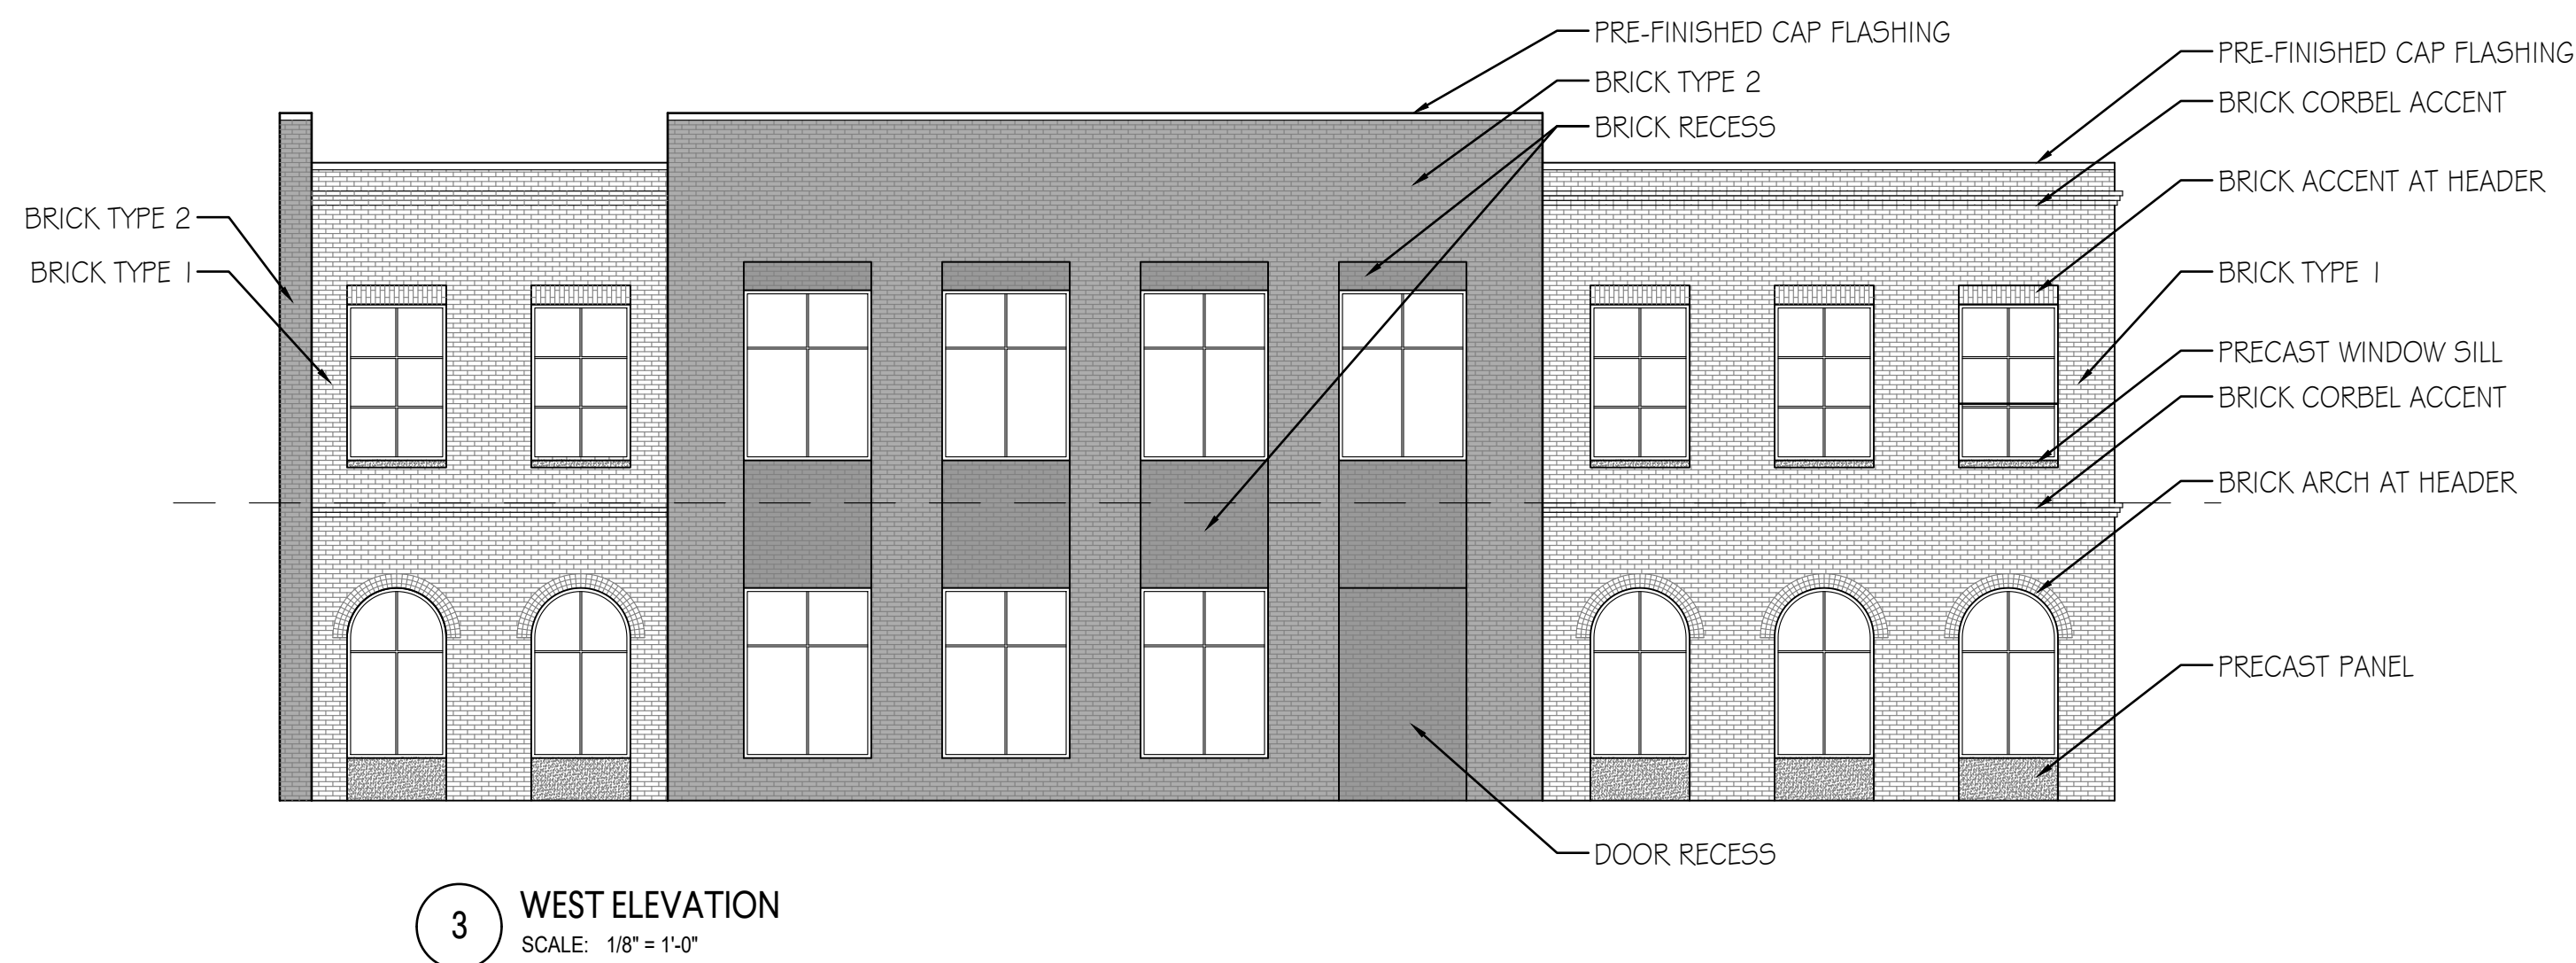 PRE-FINISHED CAP FLASHING
BRICK TYPE 2
BRICK RECESS
PRE-FINISHED CAP FLASHING
BRICK CORBEL ACCENT
BRICK ACCENT AT HEADER
BRICK TYPE 1
PRECAST WINDOW SILL
BRICK CORBEL ACCENT
BRICK ARCH AT HEADER
PRECAST PANEL
BRICK TYPE 2
BRICK TYPE 1
DOOR RECESS
3
WEST ELEVATION
SCALE: 1/8" = 1'-0"